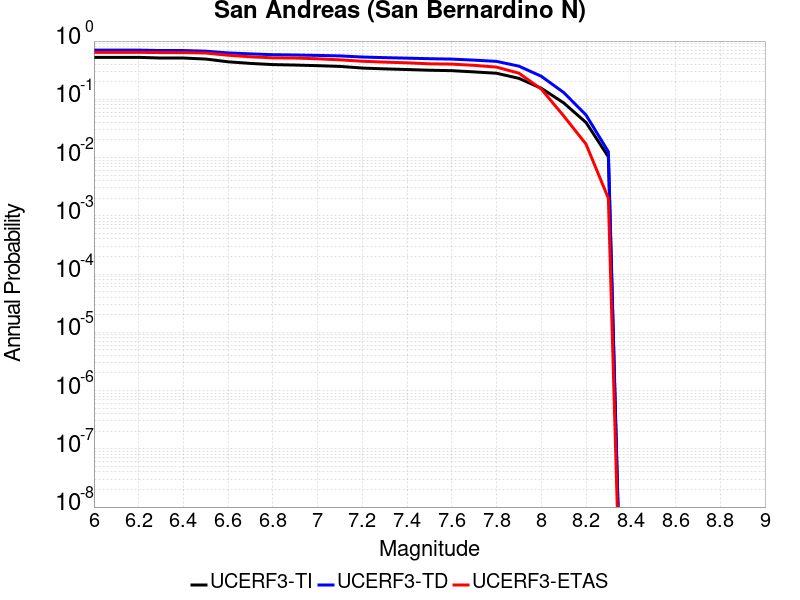 San Andreas (San Bernardino N)
10^0
10^-1
10^-2
10^-3
10^-4
10^-5
10^-6
10^-7
10^-8
Annual Probability
6 6.2 6.4 6.6 6.8 7 7.2 7.4 7.6 7.8 8 8.2 8.4 8.6 8.8 9
Magnitude
UCERF3-TI UCERF3-TD UCERF3-ETAS